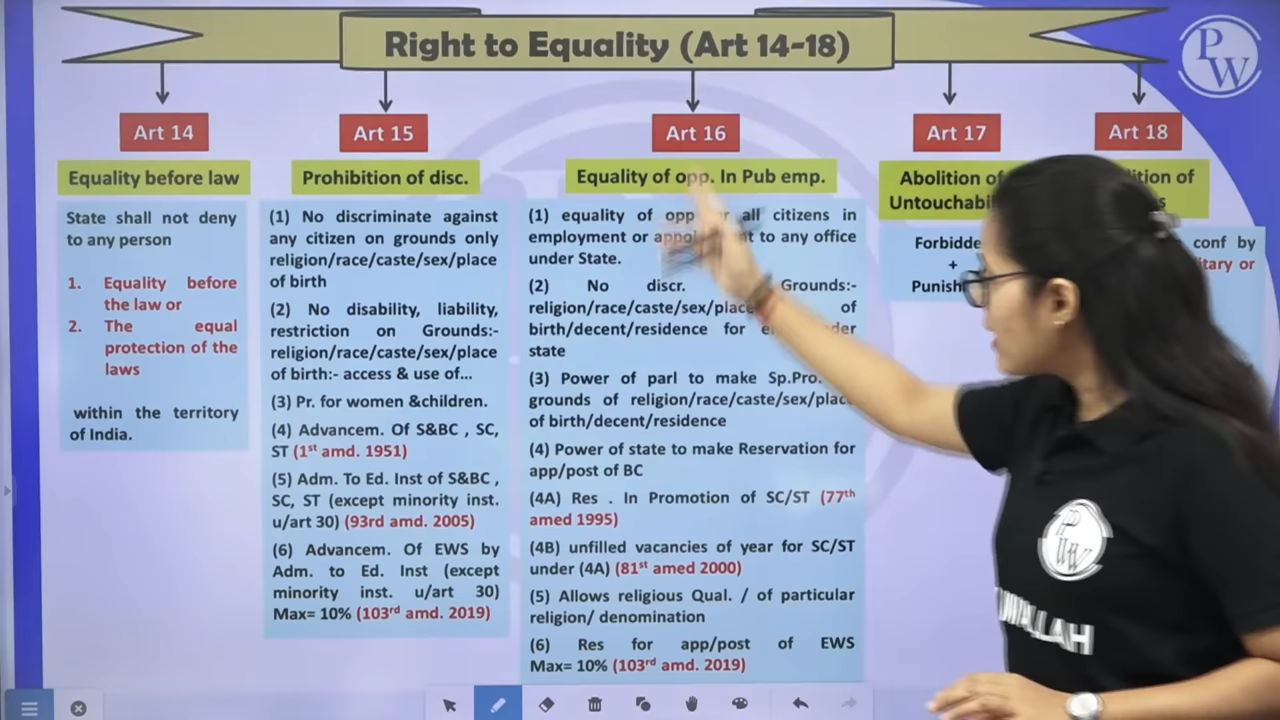 Right to Equality (Art 14-18)
PW
Art 14
Equality before law
State shall not deny
to any person
1. Equality before
the law or
2. The equal
protection of the
laws
within the territory
of India.
Art 15
Prohibition of disc.
(1) No discriminate against
any citizen on grounds only
religion/race/caste/sex/place
of birth
(2) No disability, liability,
restriction on Grounds:-
religion/race/caste/sex/place
of birth:- access & use of...
(3) Pr. for women &children.
(4) Advancem. Of S&BC , SC,
ST (1st amd. 1951)
(5) Adm. To Ed. Inst of S&BC ,
SC, ST (except minority inst.
u/art 30) (93rd amd. 2005)
(6) Advancem. Of EWS by
Adm. to Ed. Inst (except
minority inst. u/art 30)
Max= 10% (103rd amd. 2019)
Art 16
Equality of opp. In Pub emp.
(1) equality of opp all citizens in
employment or to any office
under State.
(2) No discr. Grounds:-
religion/race/caste/sex/place of
birth/decent/residence for
state
(3) Power of parl to make Sp.Pro.
grounds of religion/race/caste/sex/plac
of birth/decent/residence
(4) Power of state to make Reservation for
app/post of BC
(4A) Res . In Promotion of SC/ST (77th
amed 1995)
(4B) unfilled vacancies of year for SC/ST
under (4A) (81st amed 2000)
(5) Allows religious Qual. / of particular
religion/ denomination
(6) Res for app/post of EWS
Max= 10% (103rd amd. 2019)
Art 17
Abolition of
Untouchabi
Forbidde
+
Punish
Art 18
ition of
conf by
itary or
PW
WALLAH